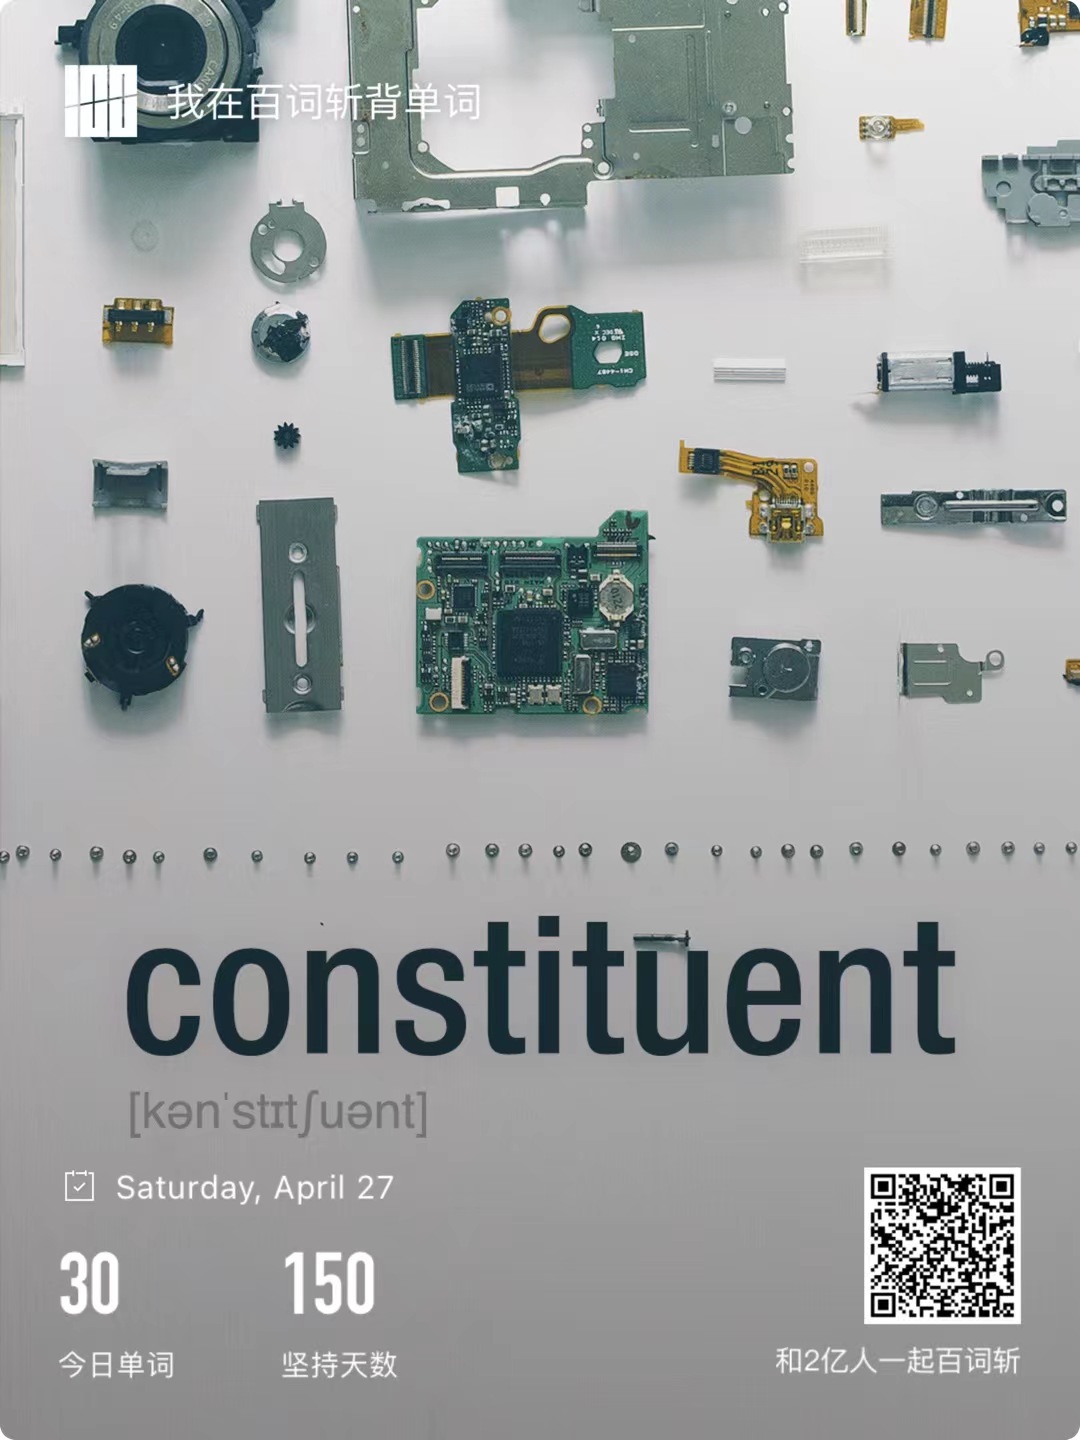 100
我在百词斩背单词
constituent
[kənˈstɪtʃuənt]
Saturday, April 27
30
150
今日单词
坚持天数
和2亿人一起百词斩